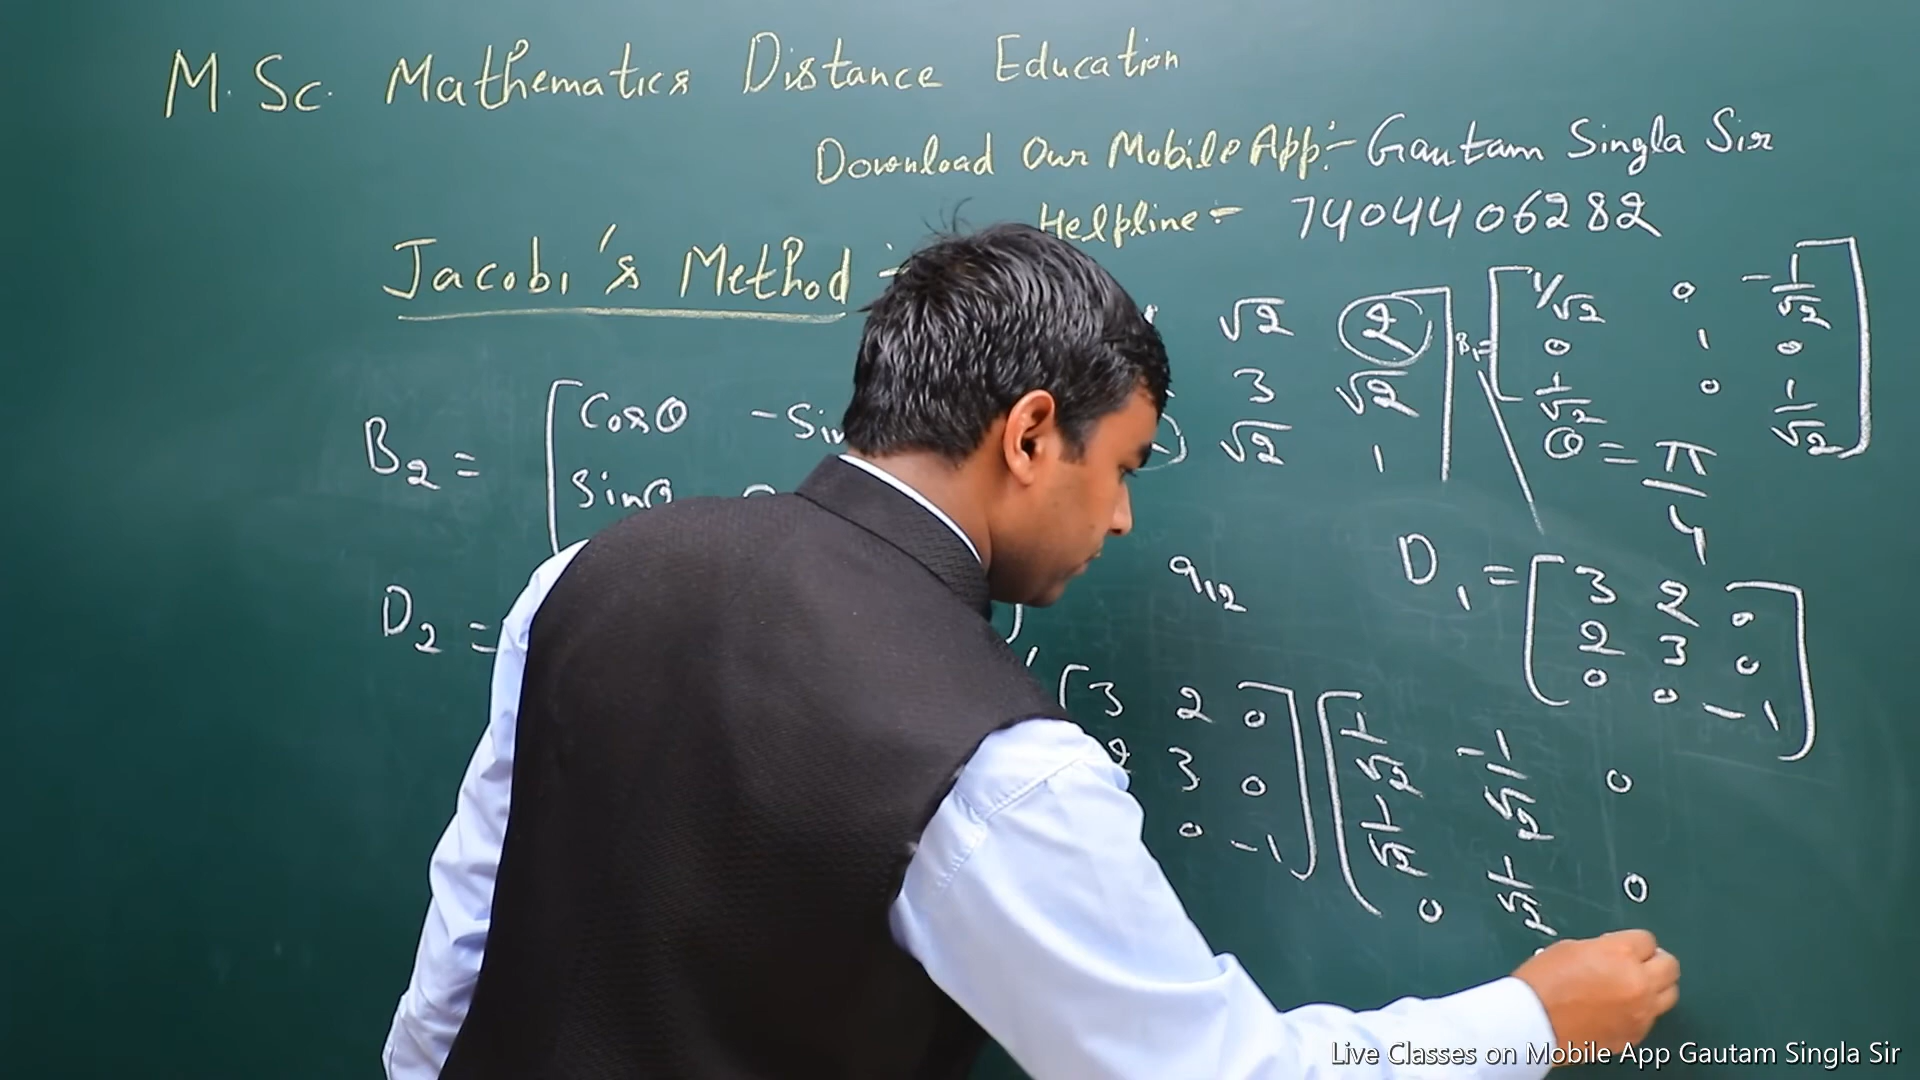 M.Sc. Mathematics Distance Education
Download Our Mobile App:- Gautam Singla Sir
Helpline:- 7404406282
Jacobi's Method :-
√2 2
3 √2
√2 1
B₁= [1/√2 0 -1/√2
0 1 0
1/√2 0 1/√2]
θ = π/4
B₂ = [Cosθ -Sin
Sinθ
a₁₂
D₁ = [3 2 0
2 3 0
0 0 -1]
D₂ =
[3 2 0] [1/√2 -1/√2 0
2 3 0 1/√2 1/√2 0
0 -1] 0
Live Classes on Mobile App Gautam Singla Sir